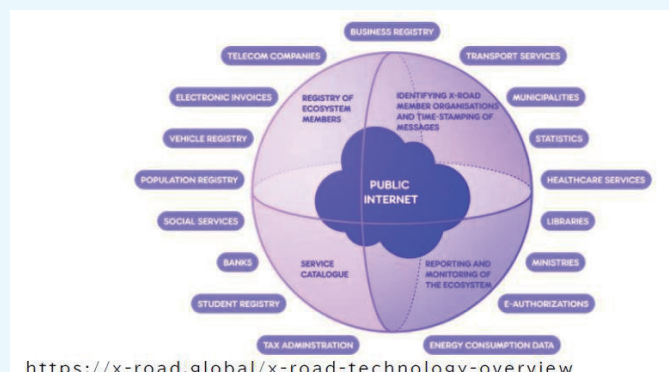 BUSINESS REGISTRY
TELECOM COMPANIES
TRANSPORT SERVICES
ELECTRONIC INVOICES
REGISTRY OF
ECOSYSTEM
MEMBERS
IDENTIFYING X-ROAD
MEMBER ORGANISATIONS
AND TIME-STAMPING OF
MESSAGES
MUNICIPALITIES
VEHICLE REGISTRY
STATISTICS
POPULATION REGISTRY
PUBLIC
INTERNET
HEALTHCARE SERVICES
SOCIAL SERVICES
LIBRARIES
BANKS
SERVICE
CATALOGUE
REPORTING AND
MONITORING OF
THE ECOSYSTEM
MINISTRIES
STUDENT REGISTRY
E-AUTHORIZATIONS
TAX ADMINSTRATION
ENERGY CONSUMPTION DATA
https://x-road.global/x-road-technology-overview